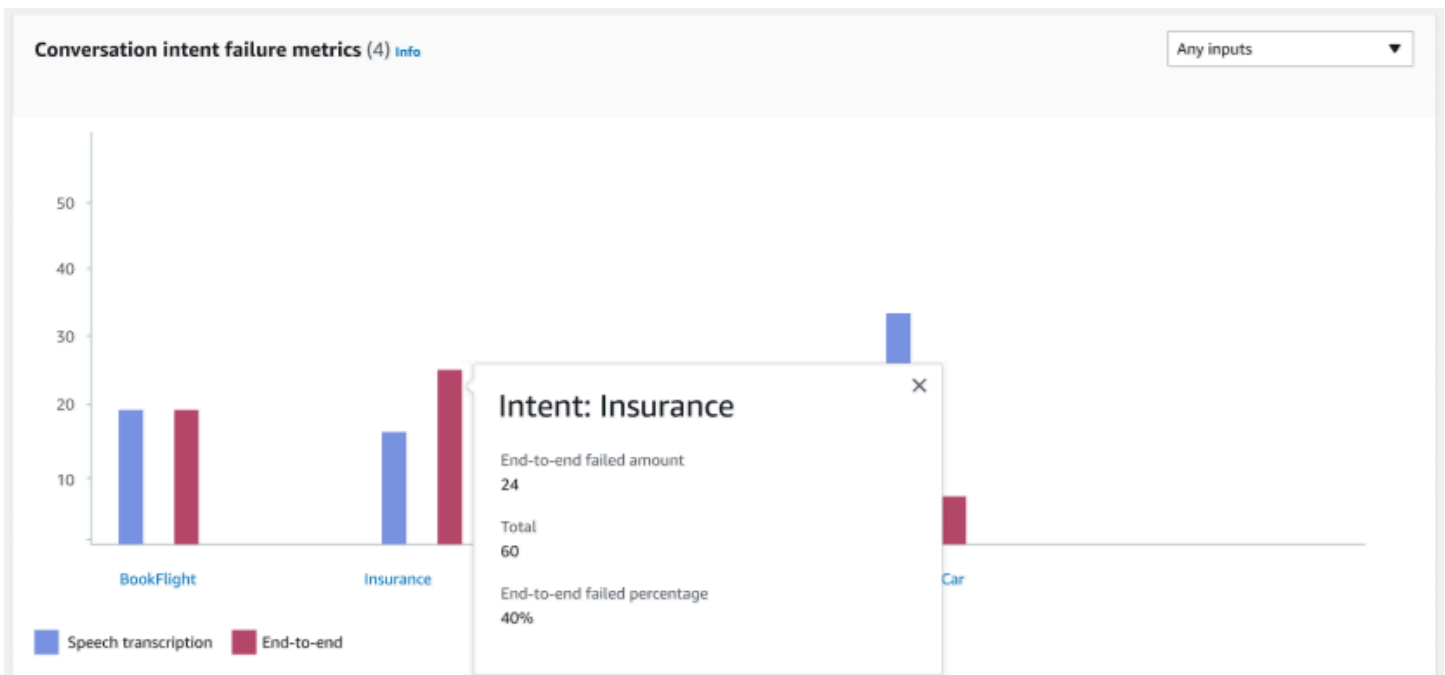 Conversation intent failure metrics (4) Info
Any inputs
50
40
30
20
10
Intent: Insurance
End-to-end failed amount
24
Total
60
End-to-end failed percentage
40%
BookFlight
Insurance
Car
Speech transcription
End-to-end